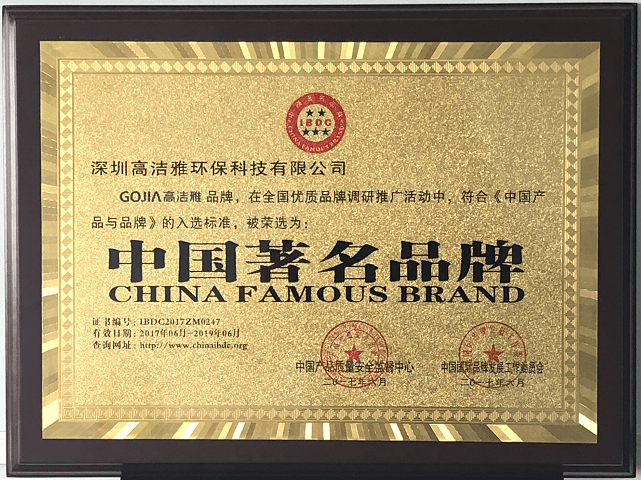 IBDC
CHINA FAMOUS BRAND
深圳高洁雅环保科技有限公司
GOJIA高洁雅 品牌，在全国优质品牌调研推广活动中，符合《中国产
品与品牌》的入选标准，被荣选为：
中国著名品牌
CHINA FAMOUS BRAND
证书编号：IBDC2017ZM0247
有效日期：2017年06月-2019年06月
查询网址：http://www.chinaibdc.org
中国产品质量安全监督中心
二〇一七年六月
中国国际品牌发展工作委员会
二〇一七年六月